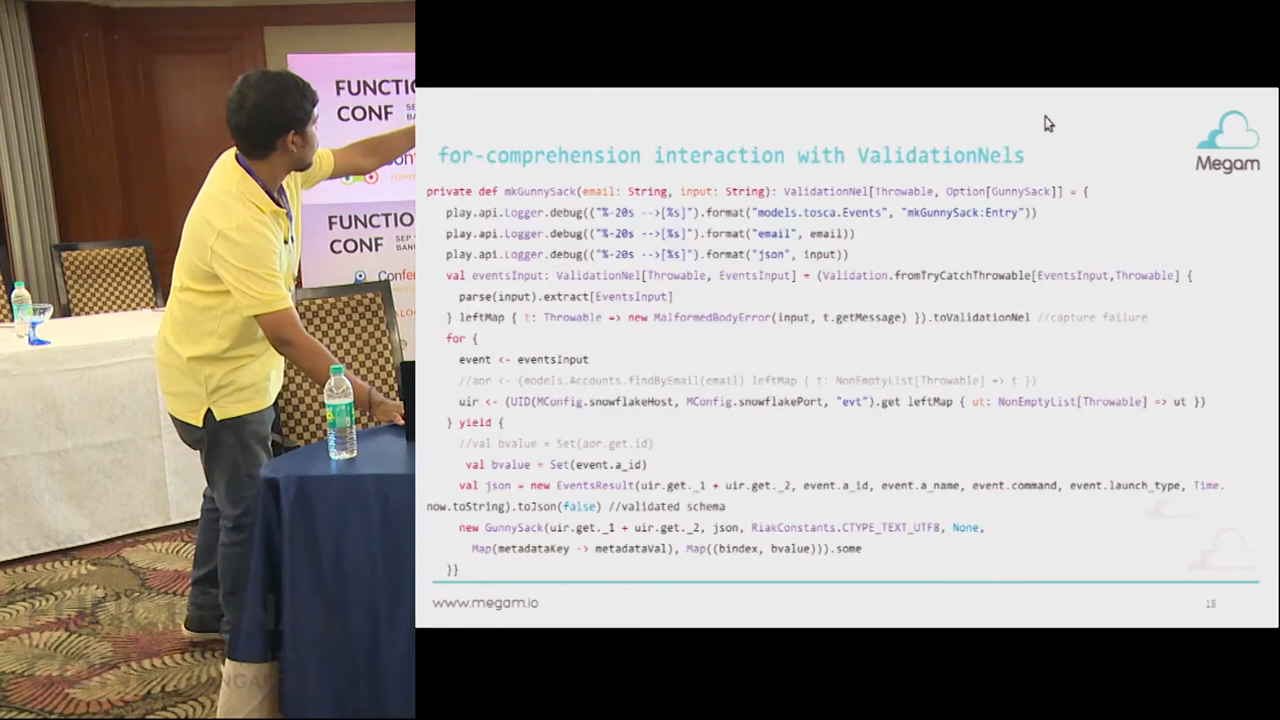 FUNCTIO
CONF
FUNCTIO
CONF
Megam
for-comprehension interaction with ValidationNels
private def mkGunnySack(email: String, input: String): ValidationNel[Throwable, Option[GunnySack]] = {
play.api.Logger.debug(("%-20s -->[%s]").format("models.tosca.Events", "mkGunnySack:Entry"))
play.api.Logger.debug(("%-20s -->[%s]").format("email", email))
play.api.Logger.debug(("%-20s -->[%s]").format("json", input))
val eventsInput: ValidationNel[Throwable, EventsInput] = (Validation.fromTryCatchThrowable[EventsInput,Throwable] {
parse(input).extract[EventsInput]
} leftMap { t: Throwable => new MalformedBodyError(input, t.getMessage) }).toValidationNel //capture failure
for {
event <- eventsInput
//aor <- (models.Accounts.findByEmail(email) leftMap { t: NonEmptyList[Throwable] => t })
uir <- (UID(MConfig.snowflakeHost, MConfig.snowflakePort, "evt").get leftMap { ut: NonEmptyList[Throwable] => ut })
} yield {
//val bvalue = Set(aor.get.id)
val bvalue = Set(event.a_id)
val json = new EventsResult(uir.get._1 + uir.get._2, event.a_id, event.a_name, event.command, event.launch_type, Time.
now.toString).toJson(false) //validated schema
new GunnySack(uir.get._1 + uir.get._2, json, RiakConstants.CTYPE_TEXT_UTF8, None,
Map(metadataKey -> metadataVal), Map((bindex, bvalue))).some
}}
www.megam.io
18